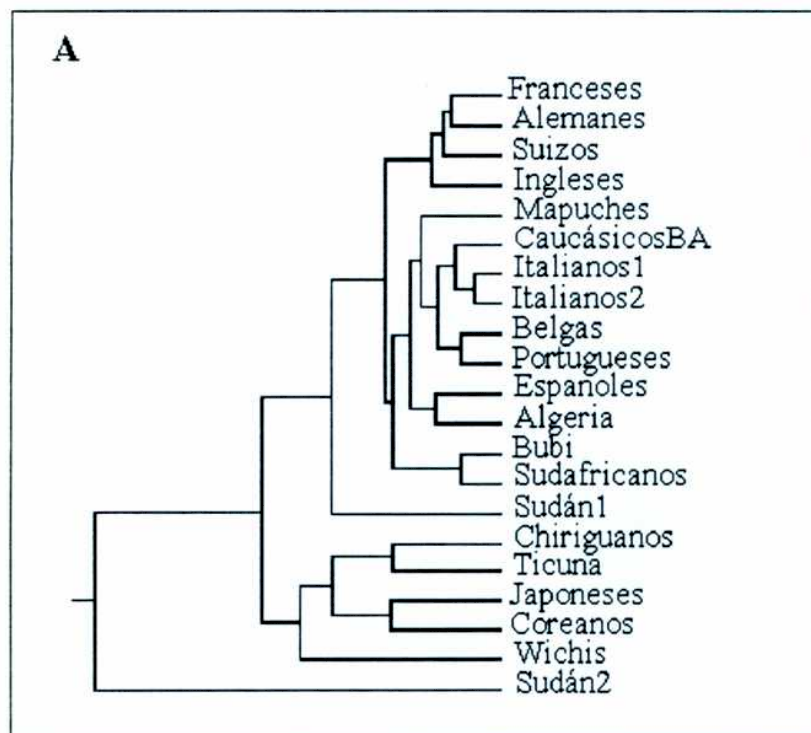 A
Franceses
Alemanes
Suizos
Ingleses
Mapuches
CaucásicosBA
Italianos1
Italianos2
Belgas
Portugueses
Españoles
Algeria
Bubi
Sudafricanos
Sudán1
Chiriguanos
Ticuna
Japoneses
Coreanos
Wichis
Sudán2